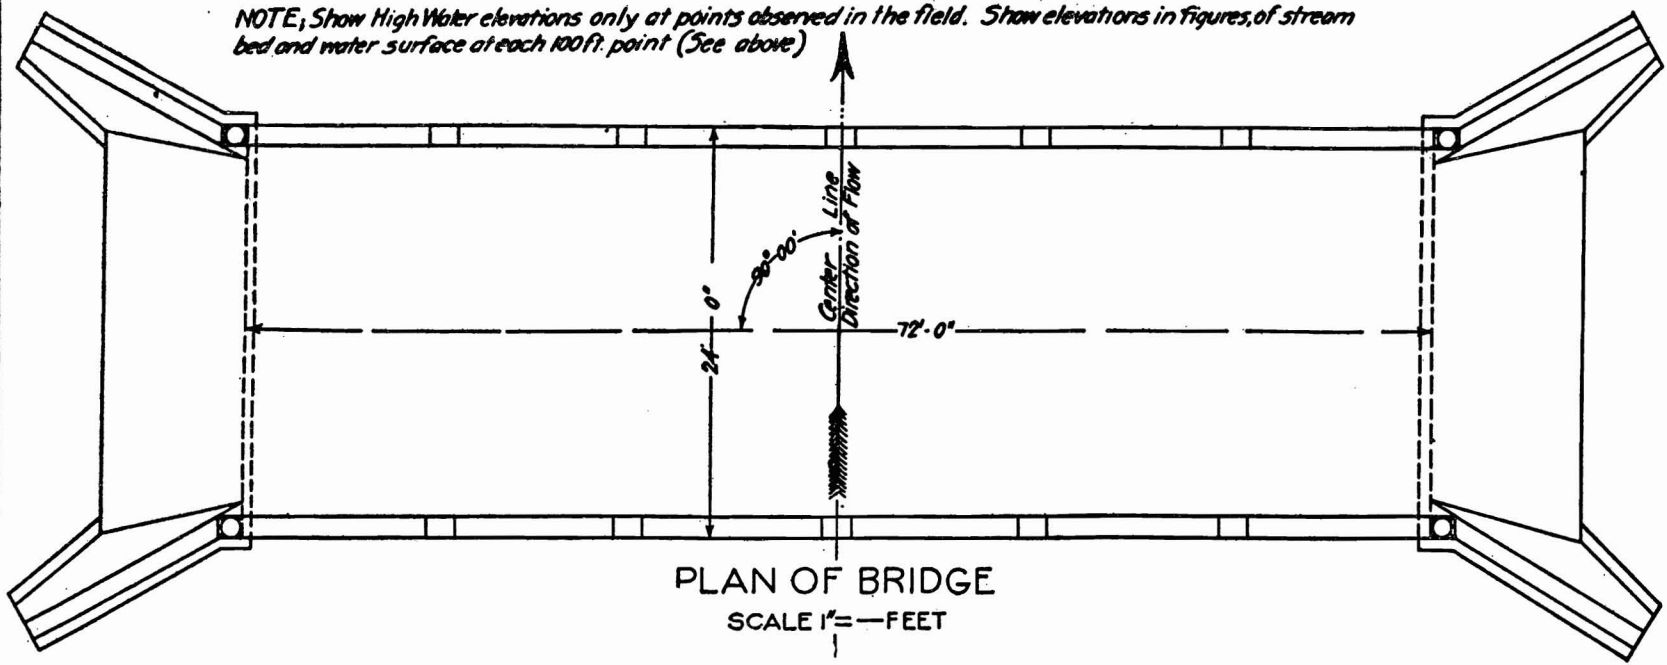 NOTE; Show High Water elevations only at points observed in the field. Show elevations in figures, of stream
bed and water surface at each 100 ft. point (See above)
Center Line
Direction of Flow
90°-00'
24'-0"
72'-0"
PLAN OF BRIDGE
SCALE 1"=—FEET